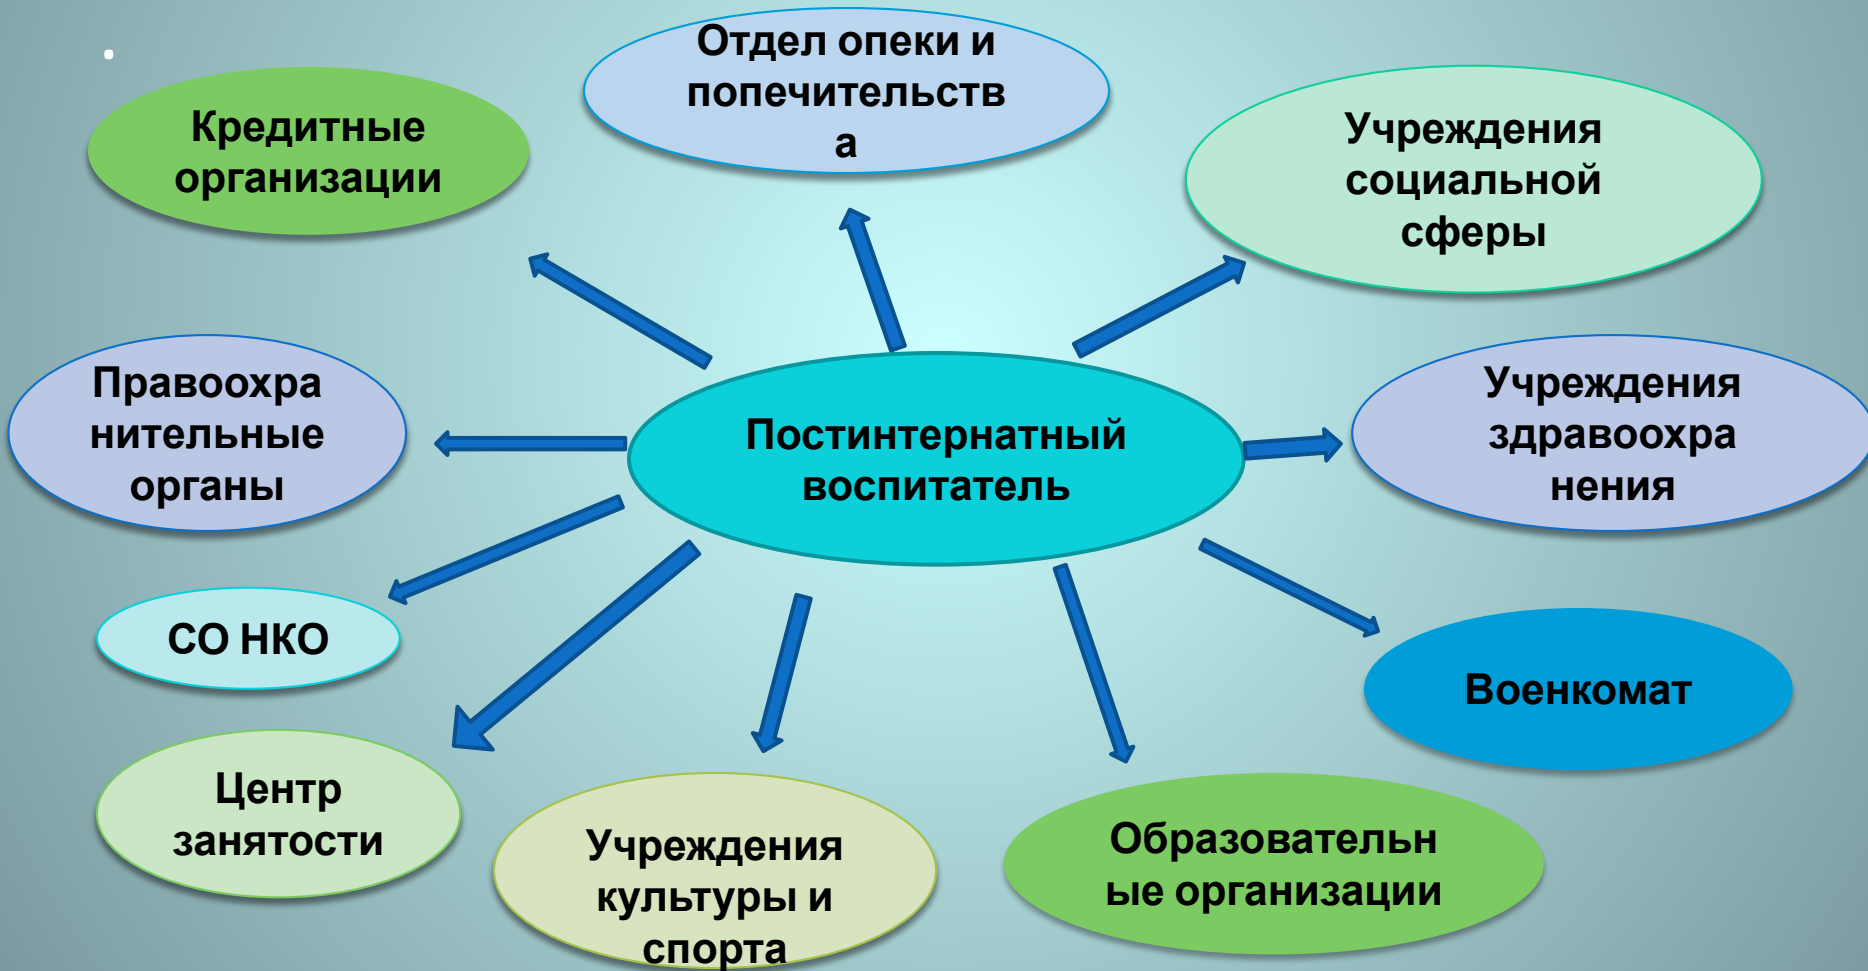 .
Отдел опеки и
попечительств
а
Кредитные
организации
Учреждения
социальной
сферы
Правоохра
нительные
органы
Постинтернатный
воспитатель
Учреждения
здравоохра
нения
СО НКО
Военкомат
Центр
занятости
Учреждения
культуры и
спорта
Образовательн
ые организации